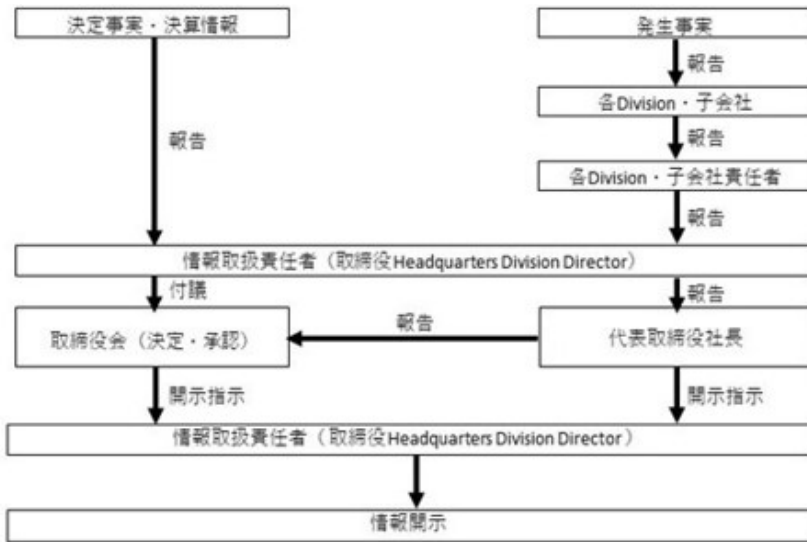 決定事実・決算情報
発生事実
報告
各Division・子会社
報告
報告
各Division・子会社責任者
報告
情報取扱責任者（取締役Headquarters Division Director）
付議
報告
取締役会（決定・承認）
報告
代表取締役社長
開示指示
開示指示
情報取扱責任者（取締役Headquarters Division Director）
情報開示